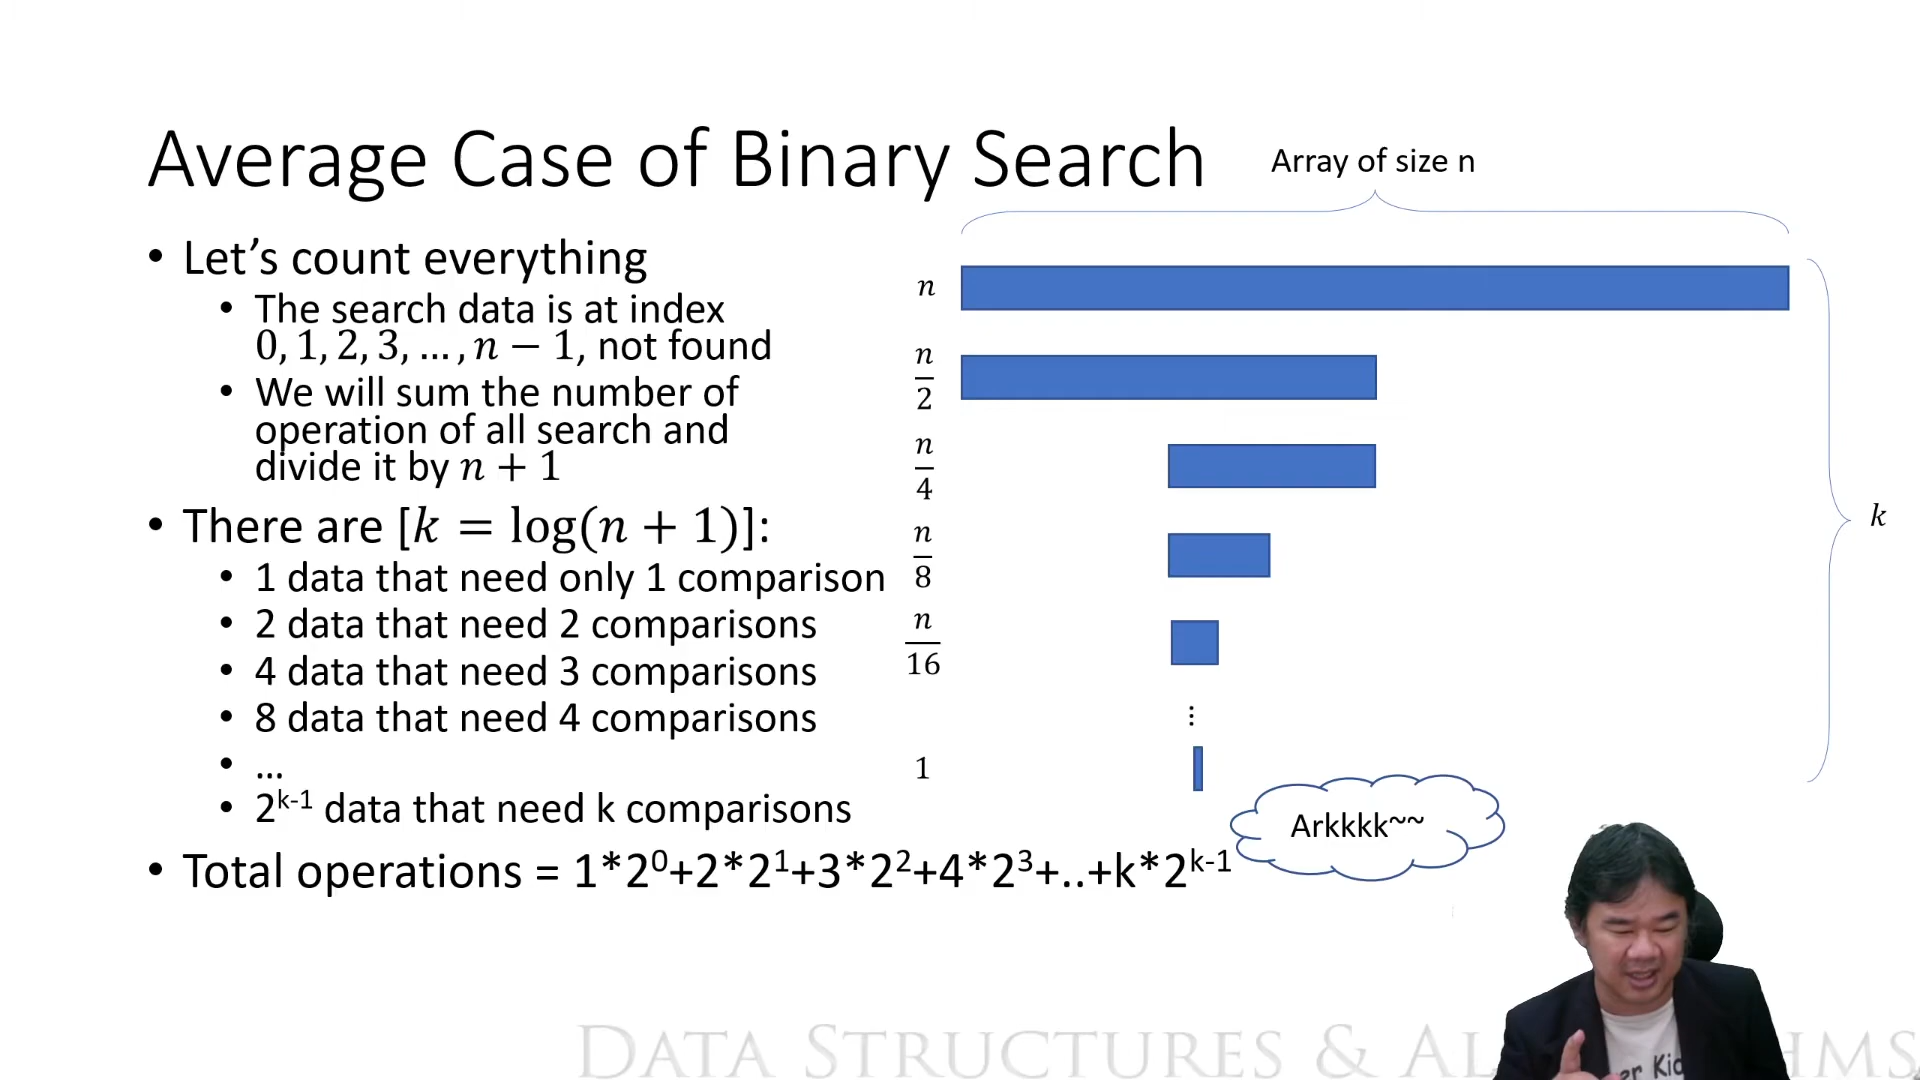 Average Case of Binary Search
Array of size n
• Let’s count everything
• The search data is at index
0, 1, 2, 3, … , n − 1, not found
• We will sum the number of
operation of all search and
divide it by n + 1
• There are [k = log(n + 1)]:
• 1 data that need only 1 comparison
• 2 data that need 2 comparisons
• 4 data that need 3 comparisons
• 8 data that need 4 comparisons
• …
• 2^{k-1} data that need k comparisons
• Total operations = 1*2^0+2*2^1+3*2^2+4*2^3+..+k*2^{k-1}
n
n/2
n/4
n/8
n/16
⋮
1
k
Arkkkk~~
er Kid
DATA STRUCTURES & AL HMS